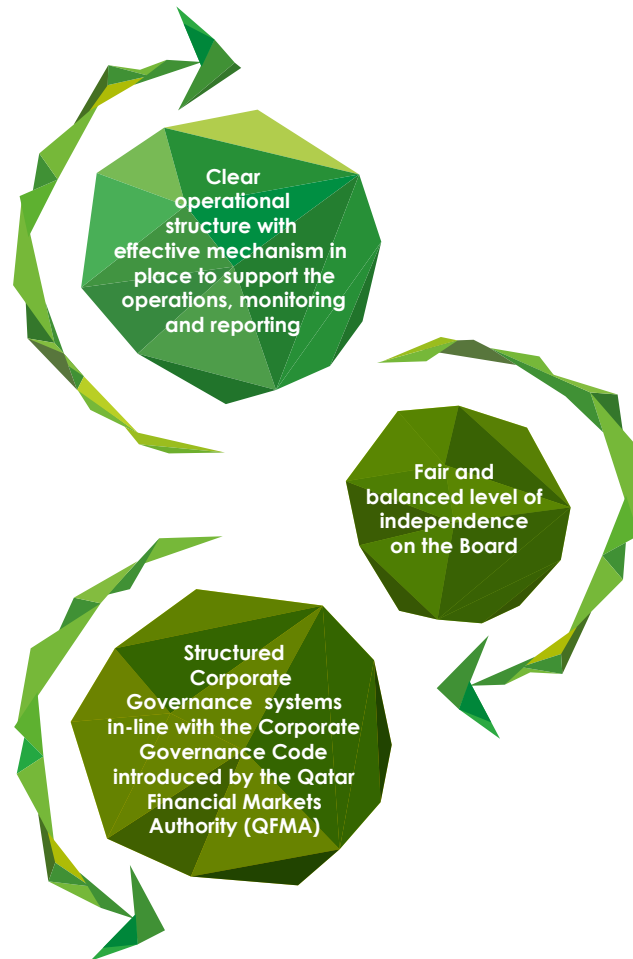 Clear
operational
structure with
effective mechanism in
place to support the
operations, monitoring
and reporting
Fair and
balanced level of
independence
on the Board
Structured
Corporate
Governance systems
in-line with the Corporate
Governance Code
introduced by the Qatar
Financial Markets
Authority (QFMA)